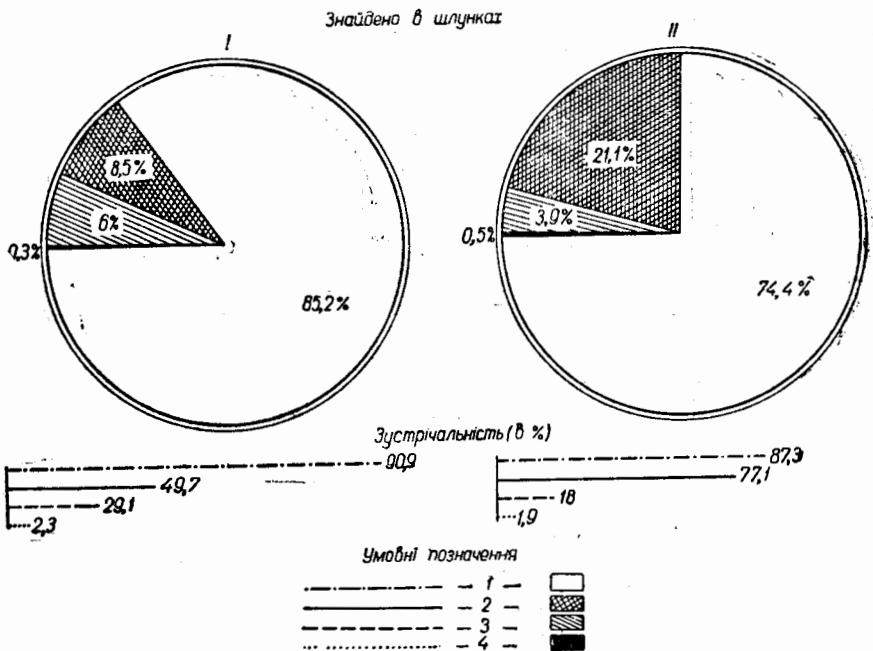 Знайдено в шлунках
I II
8,5% 21,1%
6% 3,9%
0,3% 0,5%
85,2% 74,4%
Зустрічальність (в %)
90,9 87,3
49,7 77,1
29,1 18
2,3 1,9
Умовні позначення
— 1 —
— 2 —
— 3 —
— 4 —